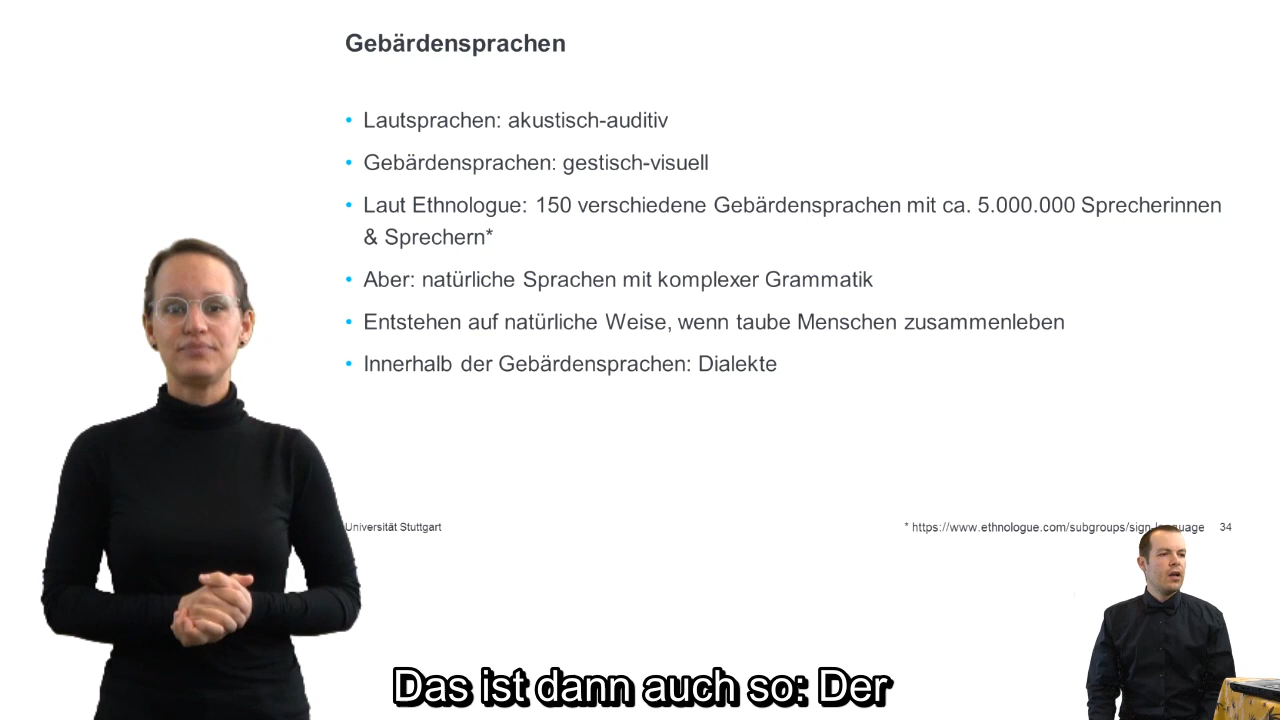 Gebärdensprachen
• Lautsprachen: akustisch-auditiv
• Gebärdensprachen: gestisch-visuell
• Laut Ethnologue: 150 verschiedene Gebärdensprachen mit ca. 5.000.000 Sprecherinnen
& Sprechern*
• Aber: natürliche Sprachen mit komplexer Grammatik
• Entstehen auf natürliche Weise, wenn taube Menschen zusammenleben
• Innerhalb der Gebärdensprachen: Dialekte
Universität Stuttgart
* https://www.ethnologue.com/subgroups/sign-language 34
Das ist dann auch so: Der